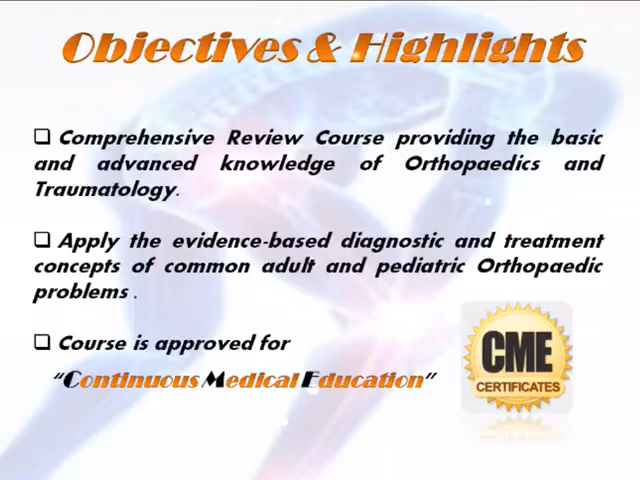 Objectives & Highlights
❑ Comprehensive Review Course providing the basic
and advanced knowledge of Orthopaedics and
Traumatology.
❑ Apply the evidence-based diagnostic and treatment
concepts of common adult and pediatric Orthopaedic
problems .
❑ Course is approved for
“Continuous Medical Education”
CME
CERTIFICATES